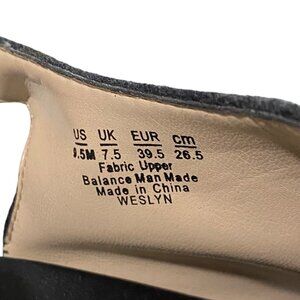 US UK EUR cm
.5M 7.5 39.5 26.5
Fabric Upper
Balance Man Made
Made in China
WESLYN